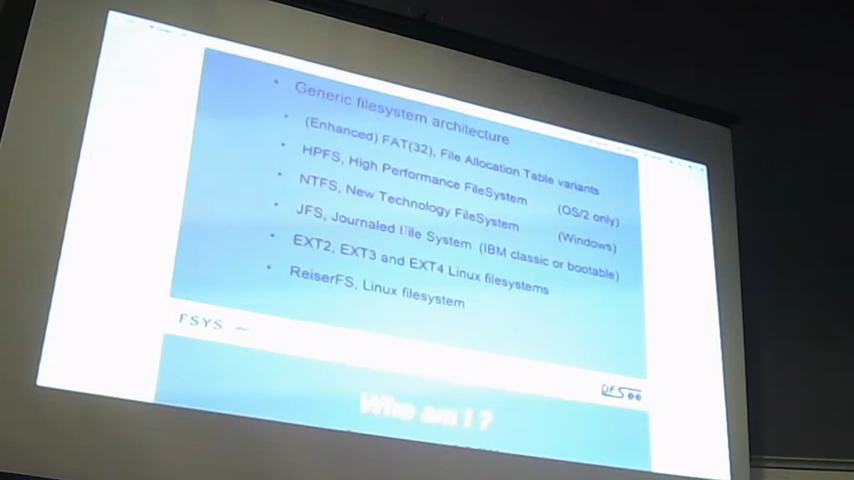 Generic filesystem architecture
(Enhanced) FAT(32), File Allocation Table variants
HPFS, High Performance FileSystem (OS/2 only)
NTFS, New Technology FileSystem (Windows)
JFS, Journaled File System (IBM classic or bootable)
EXT2, EXT3 and EXT4 Linux filesystems
ReiserFS, Linux filesystem
FSYS
DFSee
Who am I ?